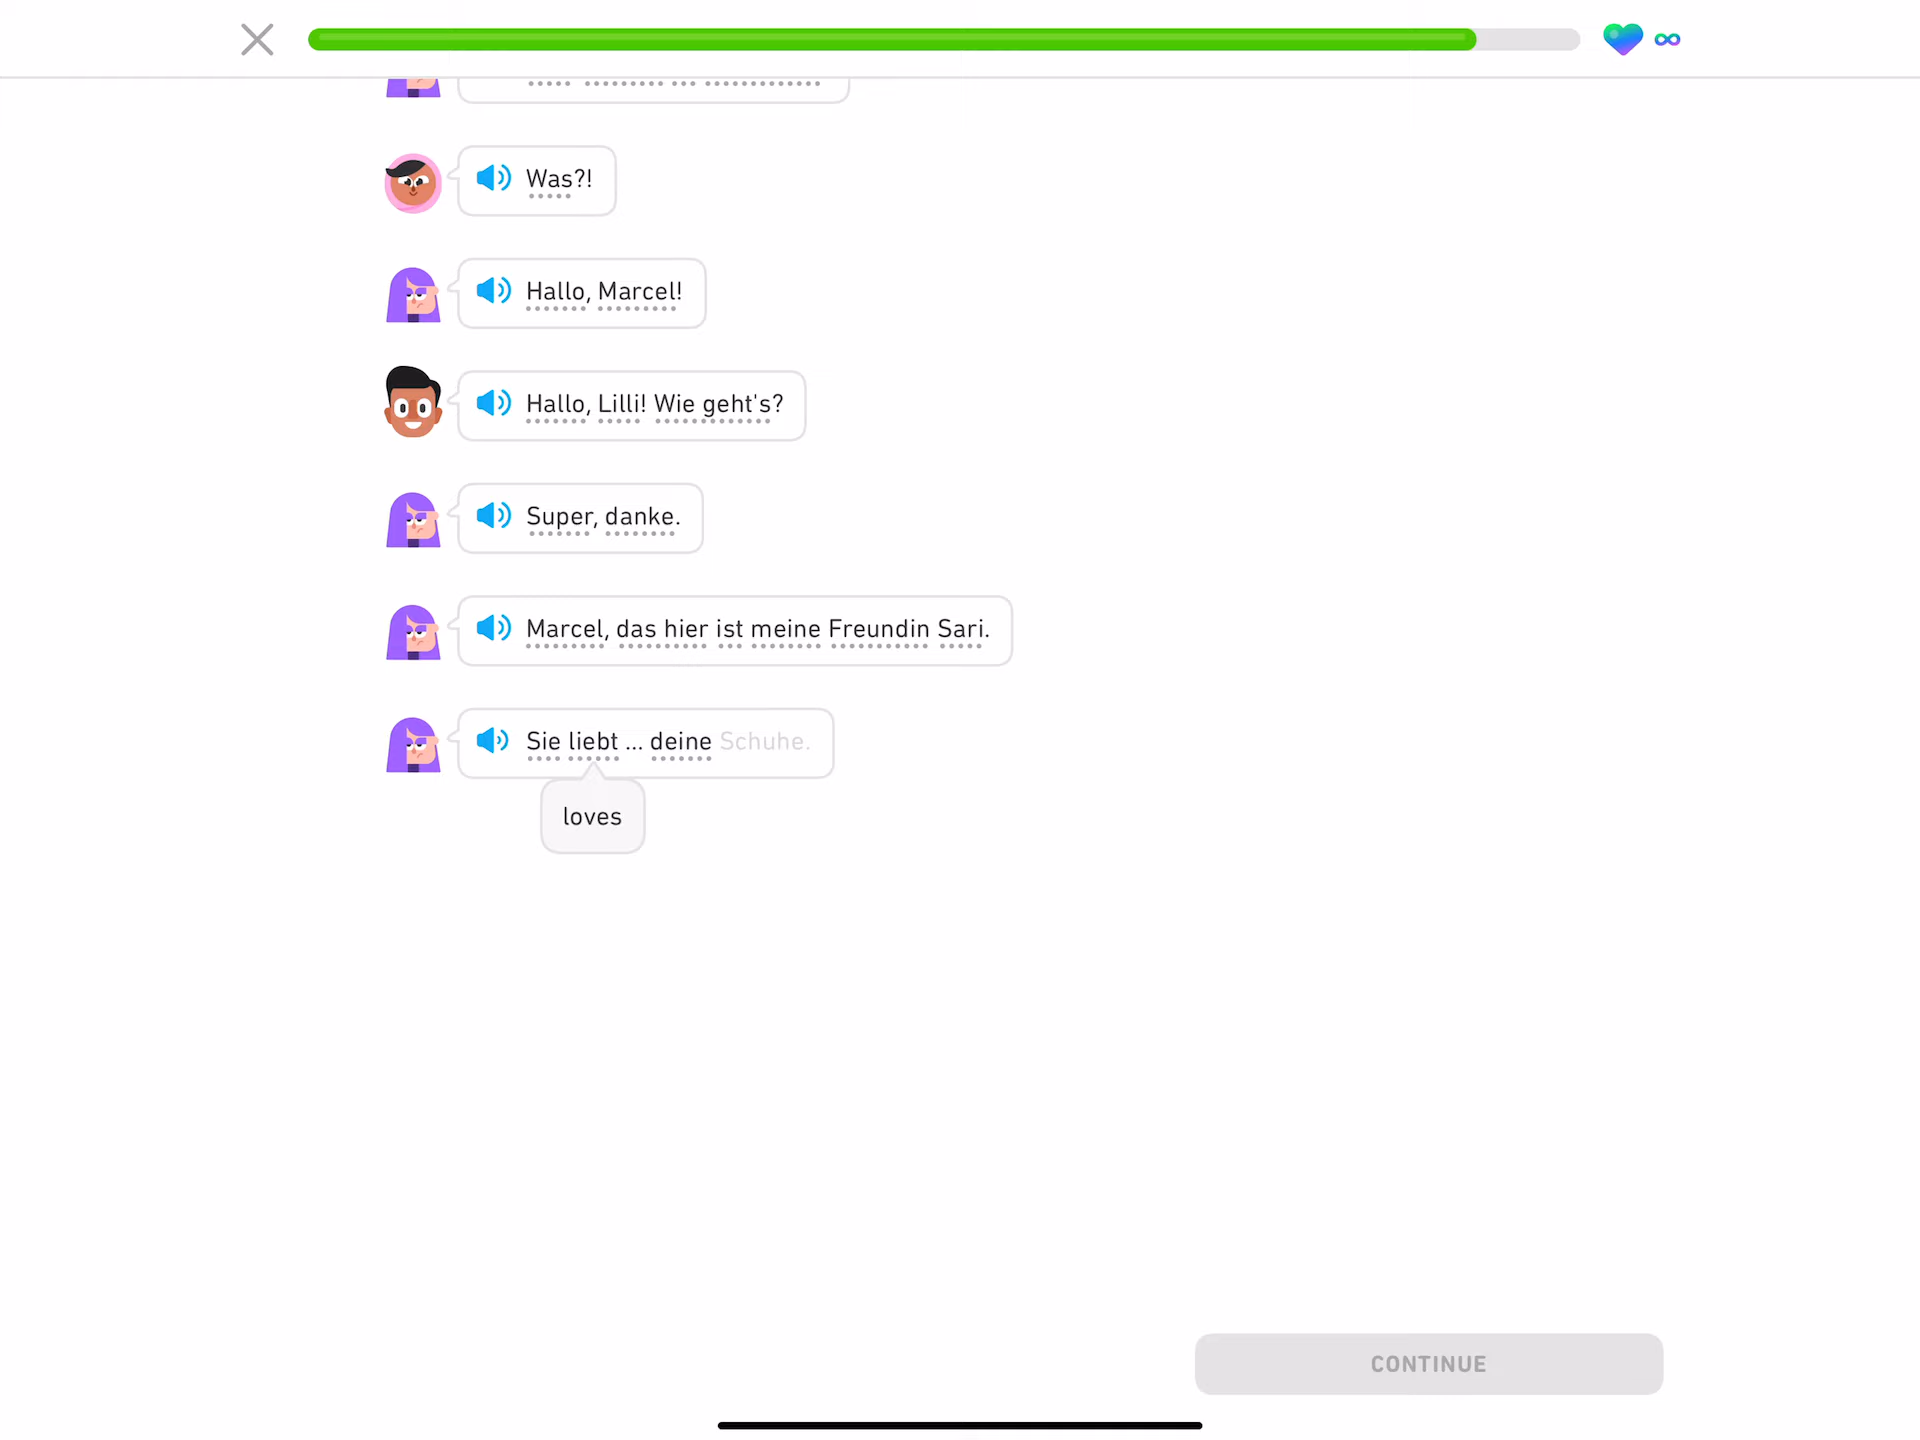 Was?!
Hallo, Marcel!
Hallo, Lilli! Wie geht's?
Super, danke.
Marcel, das hier ist meine Freundin Sari.
Sie liebt ... deine Schuhe.
loves
CONTINUE